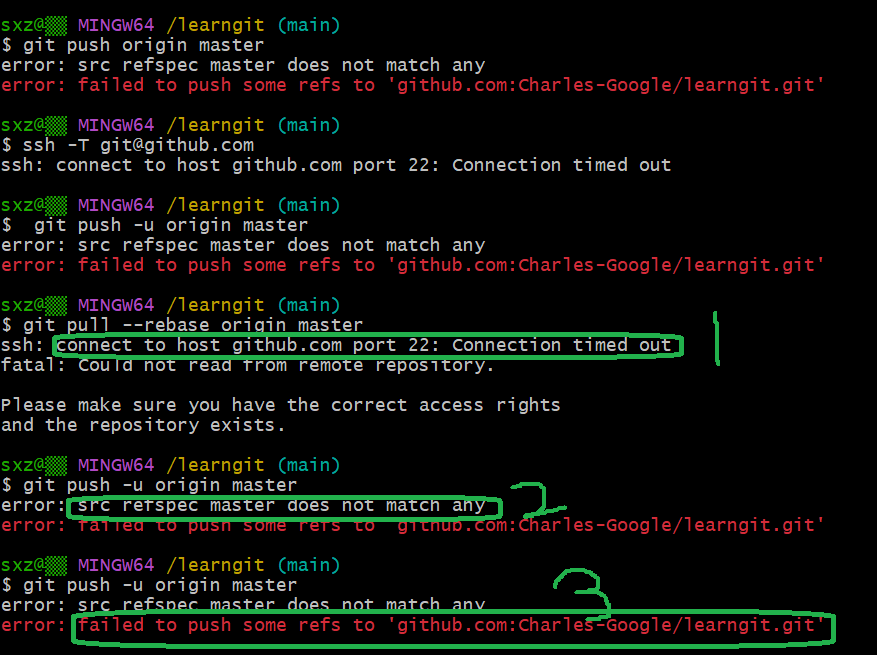 sxz@▒▒ MINGW64 /learngit (main)
$ git push origin master
error: src refspec master does not match any
error: failed to push some refs to 'github.com:Charles-Google/learngit.git'
sxz@▒▒ MINGW64 /learngit (main)
$ ssh -T git@github.com
ssh: connect to host github.com port 22: Connection timed out
sxz@▒▒ MINGW64 /learngit (main)
$  git push -u origin master
error: src refspec master does not match any
error: failed to push some refs to 'github.com:Charles-Google/learngit.git'
sxz@▒▒ MINGW64 /learngit (main)
$ git pull --rebase origin master
ssh: connect to host github.com port 22: Connection timed out
1
fatal: Could not read from remote repository.
Please make sure you have the correct access rights
and the repository exists.
sxz@▒▒ MINGW64 /learngit (main)
$ git push -u origin master
error: src refspec master does not match any
2
error: failed to push some refs to 'github.com:Charles-Google/learngit.git'
sxz@▒▒ MINGW64 /learngit (main)
$ git push -u origin master
3
error: src refspec master does not match any
error: failed to push some refs to 'github.com:Charles-Google/learngit.git'